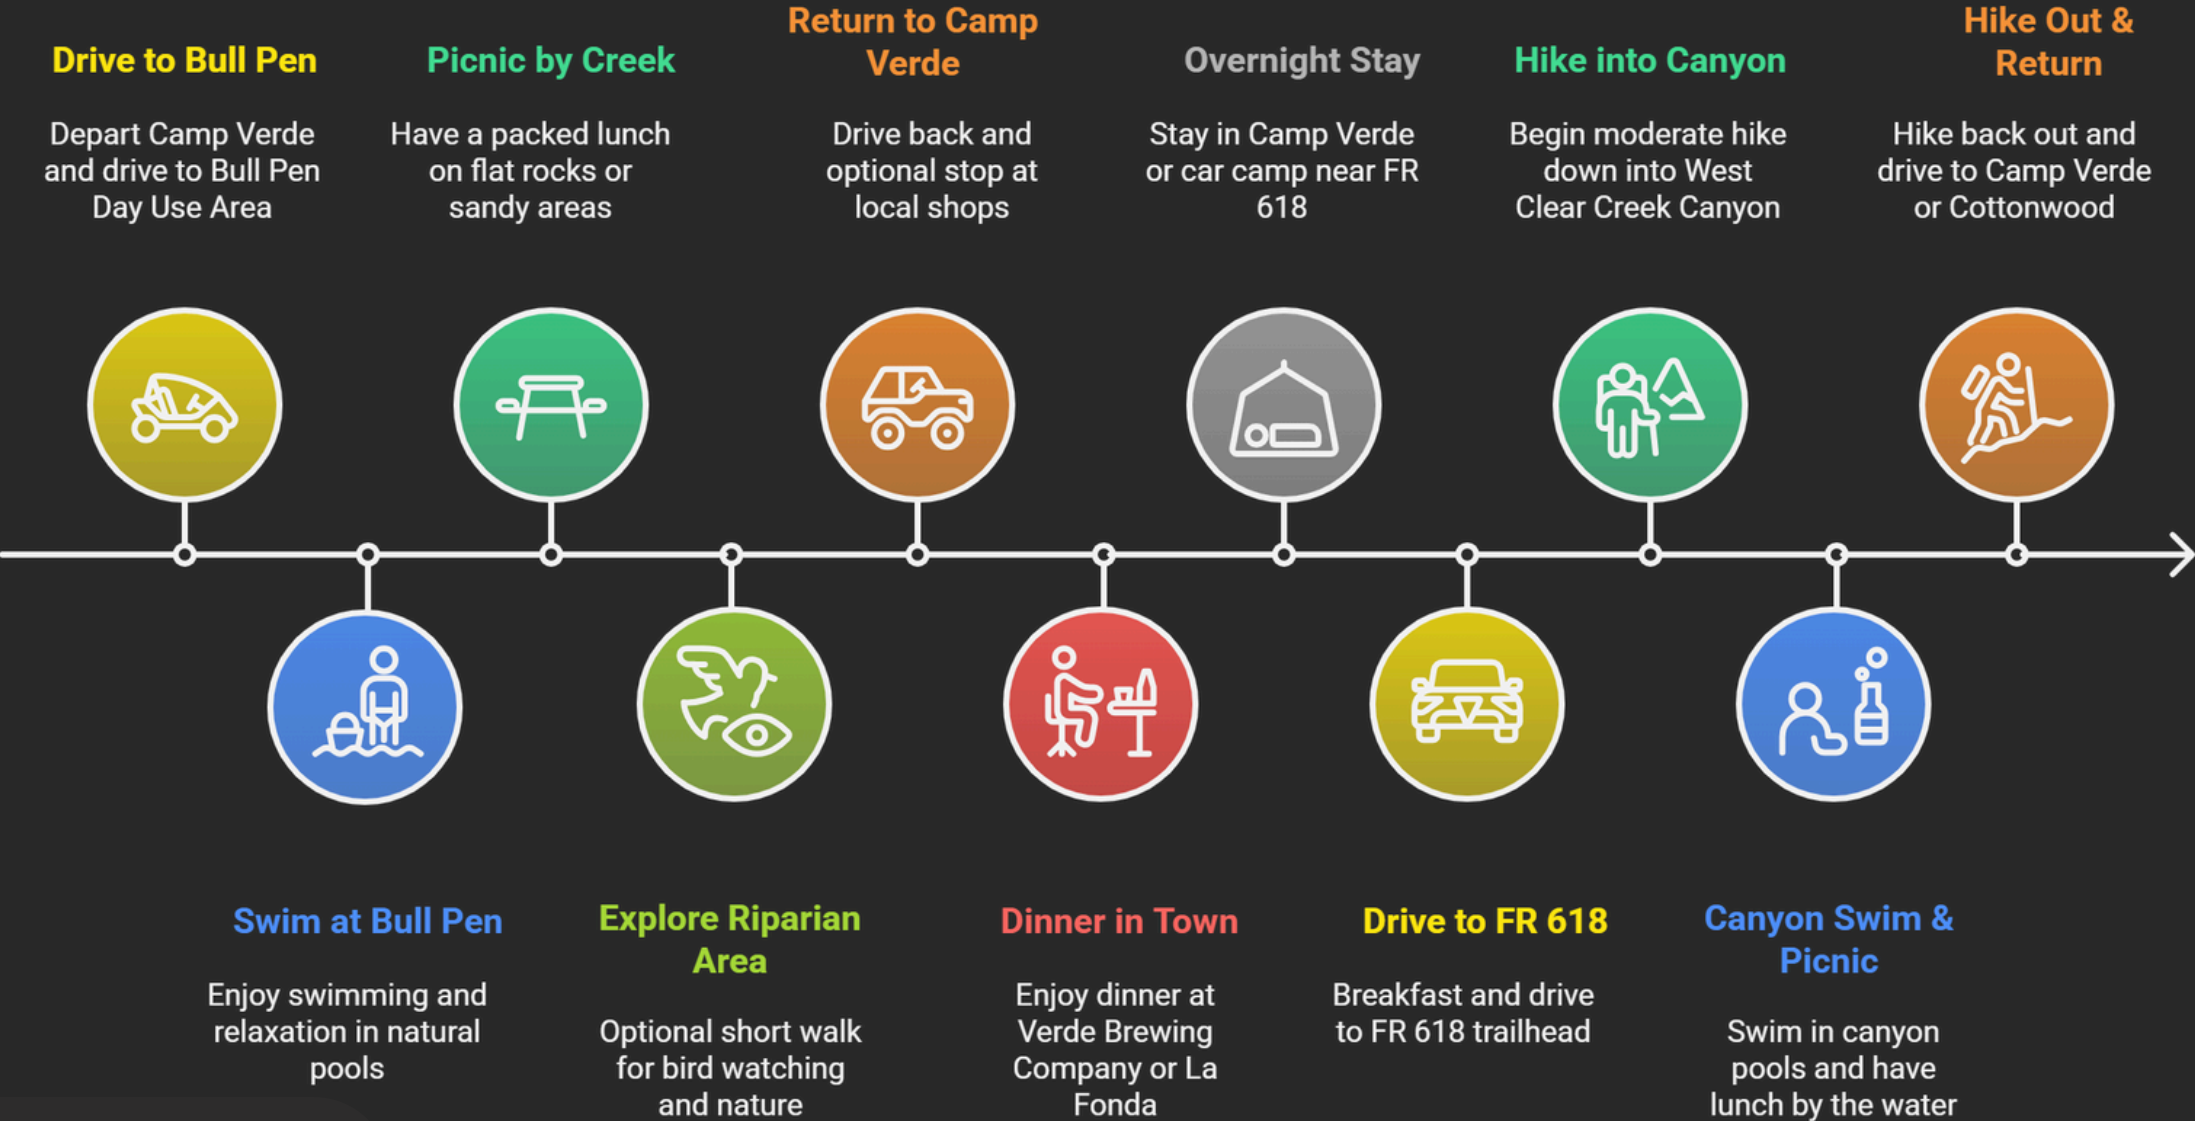 Drive to Bull Pen
Depart Camp Verde
and drive to Bull Pen
Day Use Area
Swim at Bull Pen
Enjoy swimming and
relaxation in natural
pools
Picnic by Creek
Have a packed lunch
on flat rocks or
sandy areas
Explore Riparian
Area
Optional short walk
for bird watching
and nature
Return to Camp
Verde
Drive back and
optional stop at
local shops
Dinner in Town
Enjoy dinner at
Verde Brewing
Company or La
Fonda
Overnight Stay
Stay in Camp Verde
or car camp near FR
618
Drive to FR 618
Breakfast and drive
to FR 618 trailhead
Hike into Canyon
Begin moderate hike
down into West
Clear Creek Canyon
Canyon Swim &
Picnic
Swim in canyon
pools and have
lunch by the water
Hike Out &
Return
Hike back out and
drive to Camp Verde
or Cottonwood